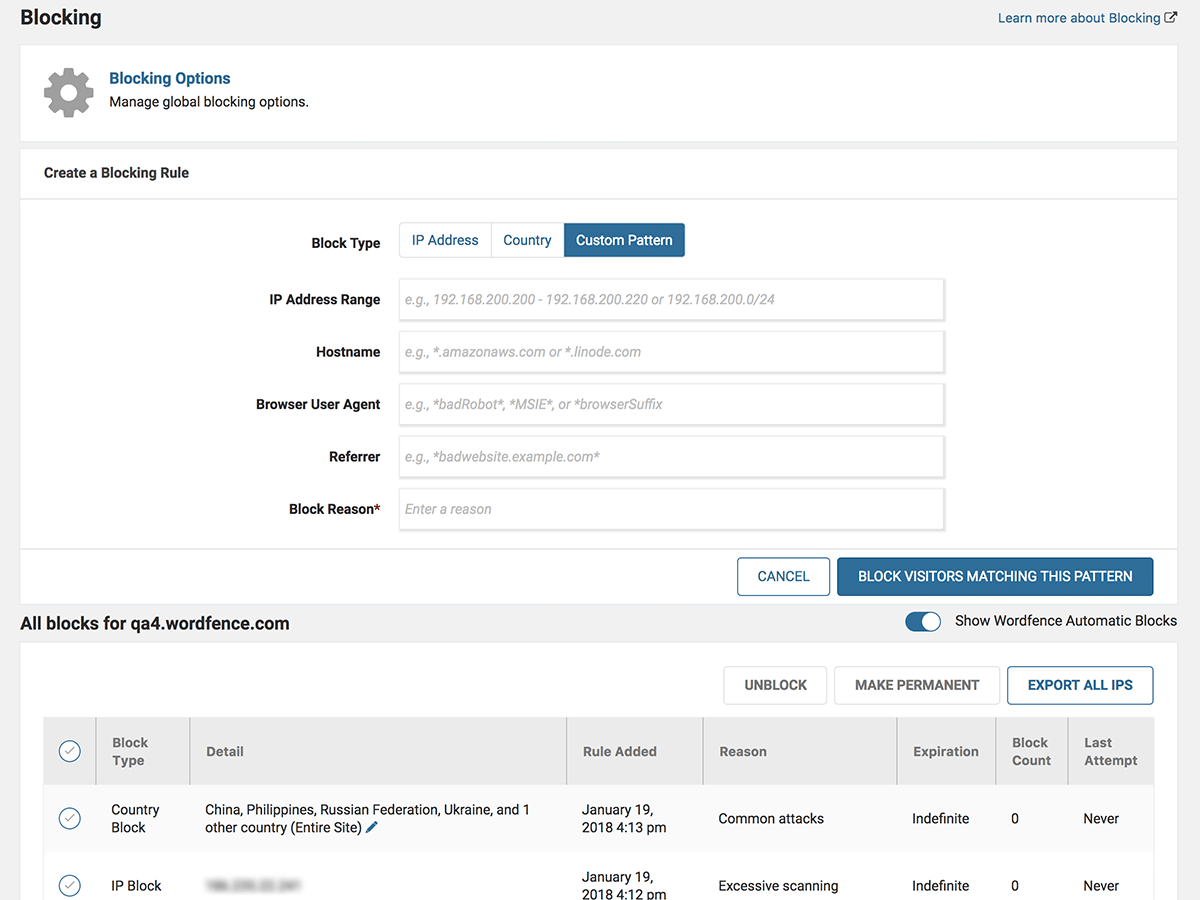 Blocking
Learn more about Blocking
Blocking Options
Manage global blocking options.
Create a Blocking Rule
Block Type
IP Address
Country
Custom Pattern
IP Address Range
e.g., 192.168.200.200 - 192.168.200.220 or 192.168.200.0/24
Hostname
e.g., *.amazonaws.com or *.linode.com
Browser User Agent
e.g., *badRobot*, *MSIE*, or *browserSuffix
Referrer
e.g., *badwebsite.example.com*
Block Reason*
Enter a reason
CANCEL
BLOCK VISITORS MATCHING THIS PATTERN
All blocks for qa4.wordfence.com
Show Wordfence Automatic Blocks
UNBLOCK
MAKE PERMANENT
EXPORT ALL IPS
Block
Type
Detail
Rule Added
Reason
Expiration
Block
Count
Last
Attempt
Country
Block
China, Philippines, Russian Federation, Ukraine, and 1
other country (Entire Site)
January 19,
2018 4:13 pm
Common attacks
Indefinite
0
Never
IP Block
January 19,
2018 4:12 pm
Excessive scanning
Indefinite
0
Never